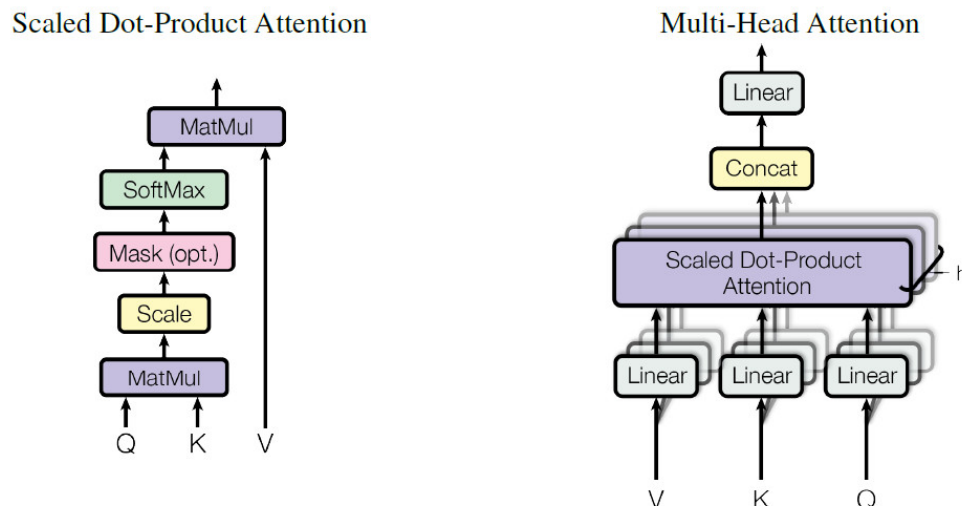 Scaled Dot-Product Attention
MatMul
SoftMax
Mask (opt.)
Scale
MatMul
Q K V
Multi-Head Attention
Linear
Concat
Scaled Dot-Product
Attention
h
Linear Linear Linear
V K Q